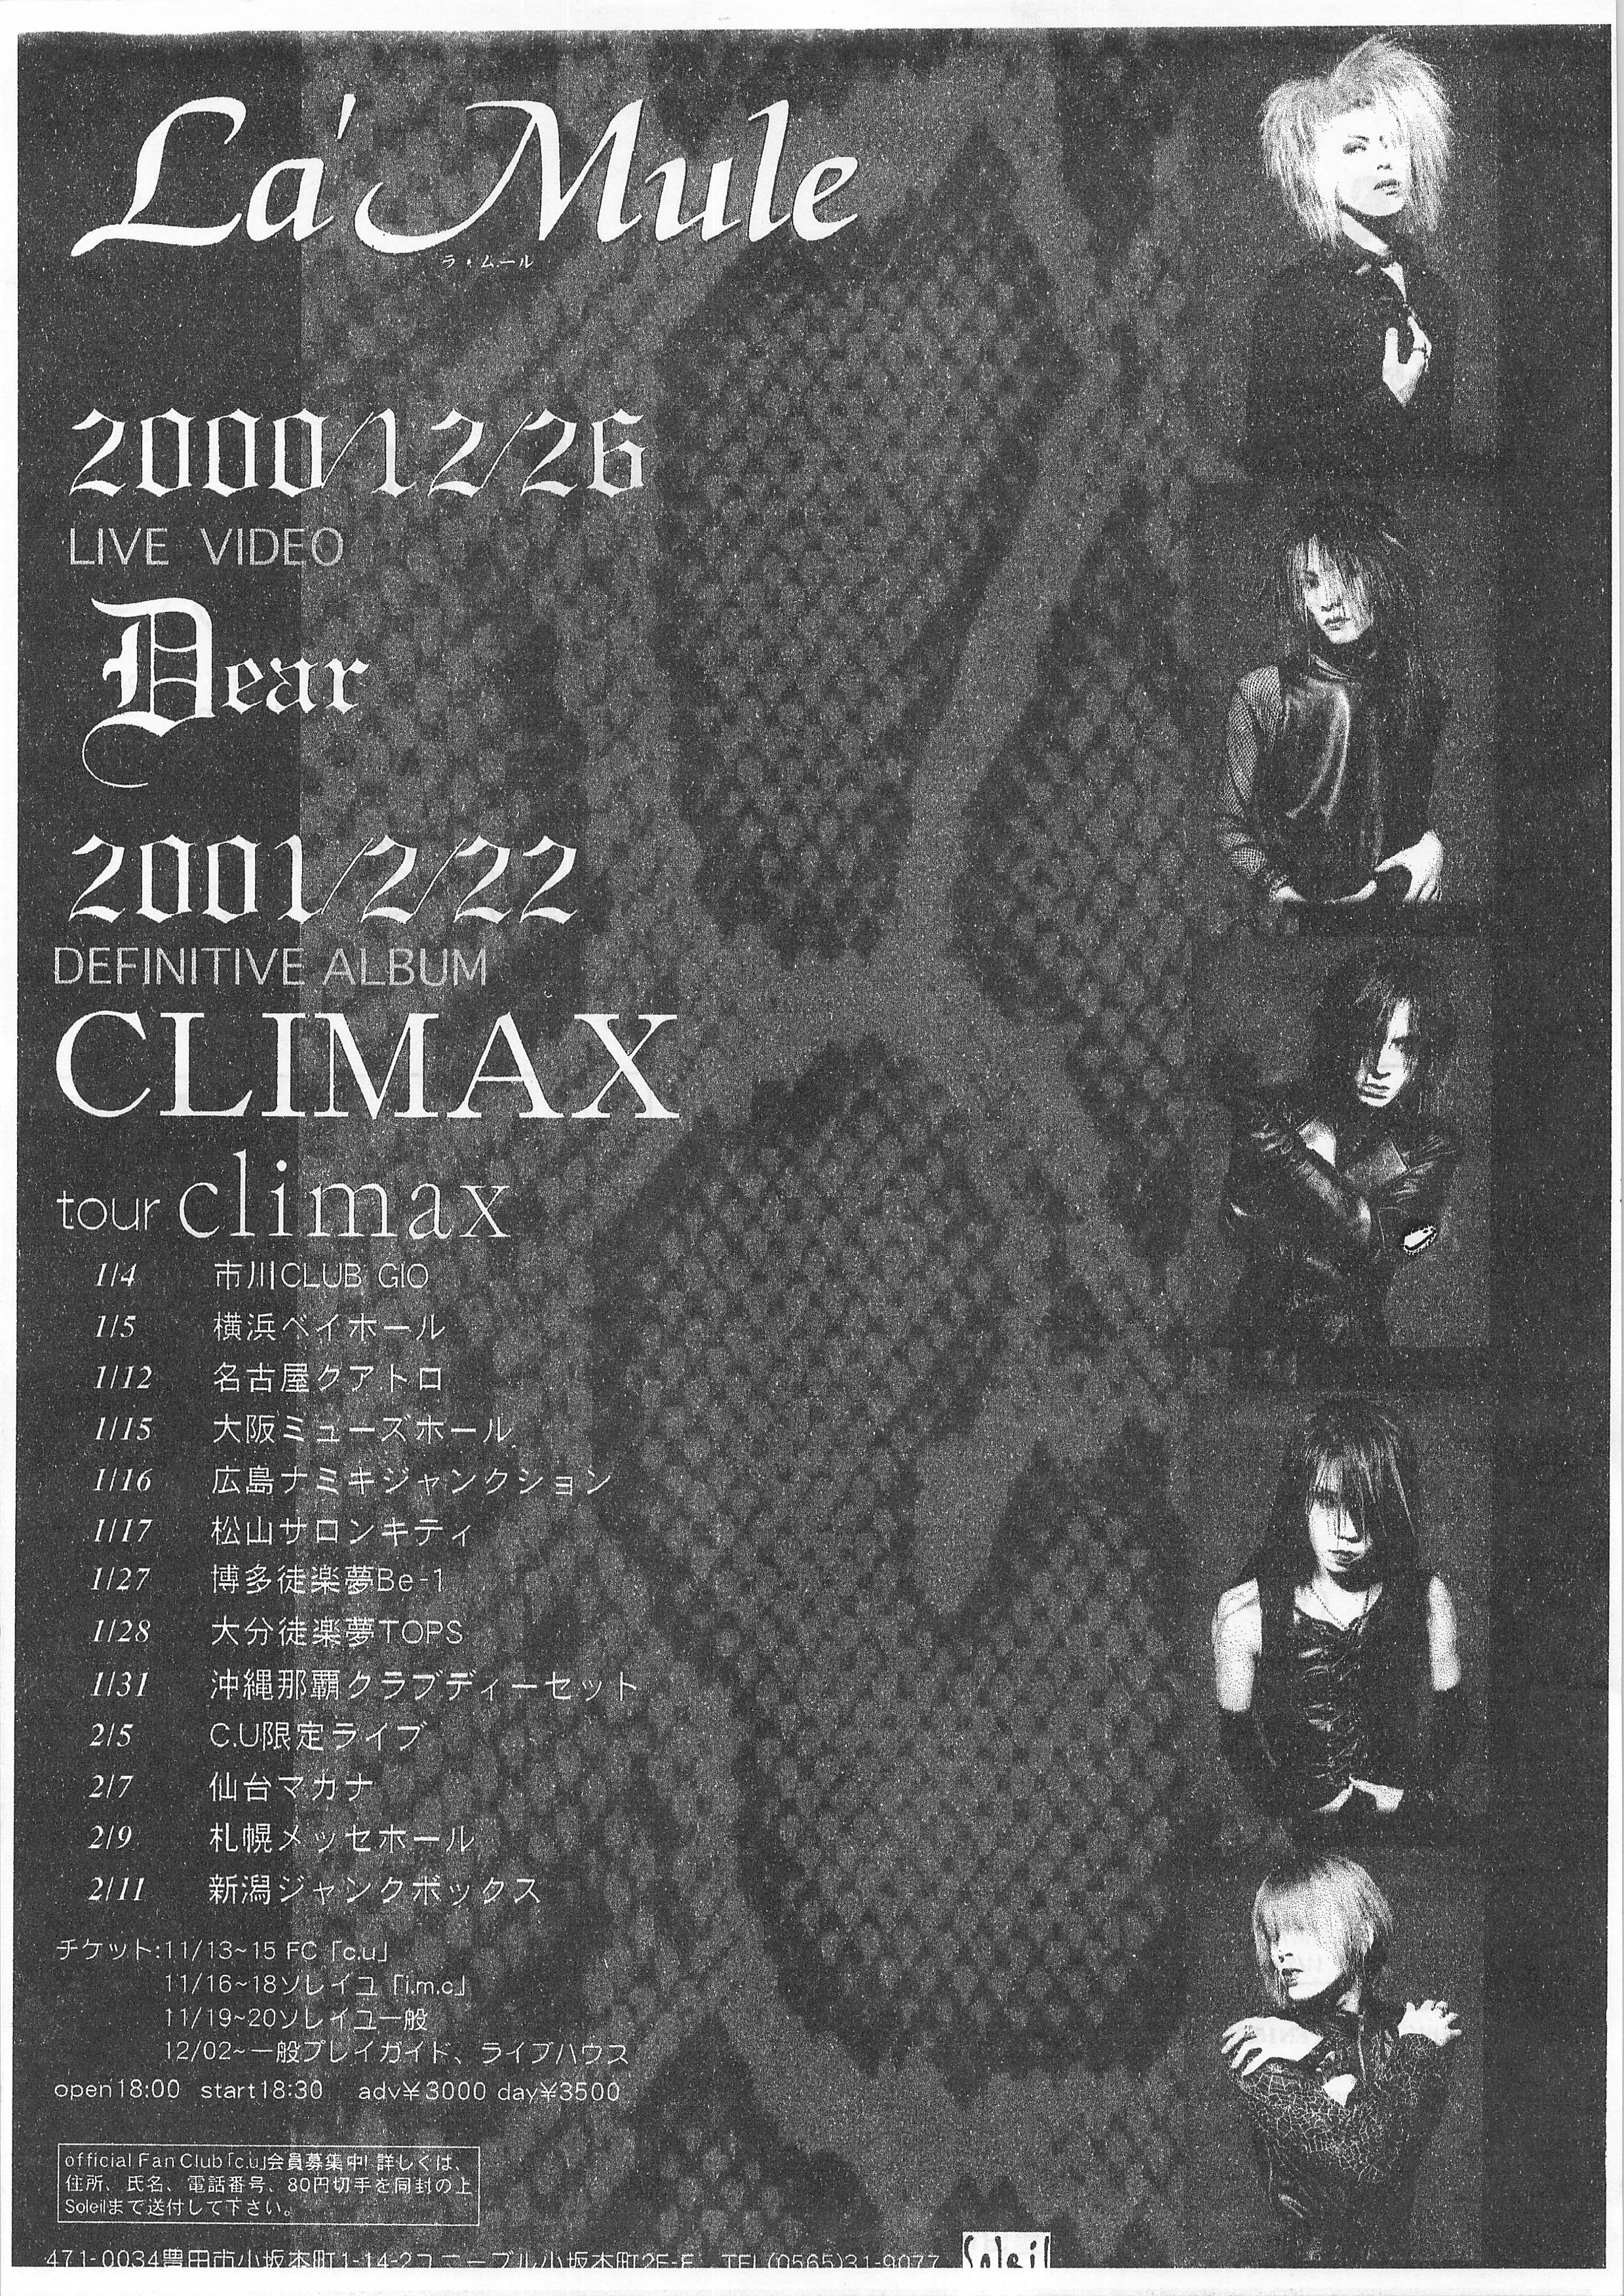 La'Mule
ラ・ムール
2000/12/26
LIVE VIDEO
Dear
2001/2/22
DEFINITIVE ALBUM
CLIMAX
tour climax
1/4 市川CLUB GIO
1/5 横浜ベイホール
1/12 名古屋クアトロ
1/15 大阪ミューズホール
1/16 広島ナミキジャンクション
1/17 松山サロンキティ
1/27 博多徒楽夢Be-1
1/28 大分徒楽夢TOPS
1/31 沖縄那覇クラブディーセット
2/5 C.U限定ライブ
2/7 仙台マカナ
2/9 札幌メッセホール
2/11 新潟ジャンクボックス
チケット:11/13~15 FC「c.u」
11/16~18ソレイユ「i.m.c」
11/19~20ソレイユ一般
12/02~一般プレイガイド、ライブハウス
open18:00 start18:30 adv¥3000 day¥3500
official Fan Club「c.u」会員募集中!詳しくは、
住所、氏名、電話番号、80円切手を同封の上
Soleilまで送付して下さい。
471-0034豊田市小坂本町1-14-2ユニーブル小坂本町2F-F TEL(0565)31-9077 Soleil